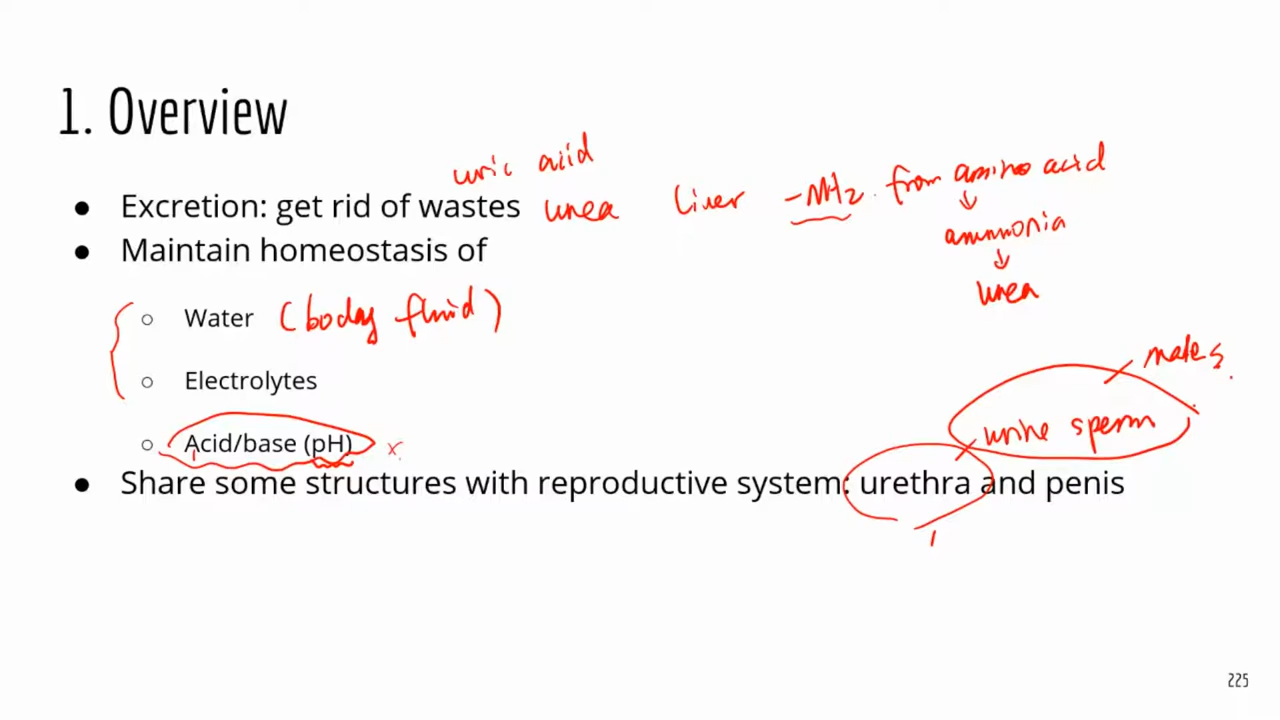 1. Overview
uric acid
● Excretion: get rid of wastes urea liver -NH2. from amino acid
ammonia
● Maintain homeostasis of
urea
○ Water (body fluid)
males.
○ Electrolytes
urine sperm
○ Acid/base (pH) x
● Share some structures with reproductive system: urethra and penis
225